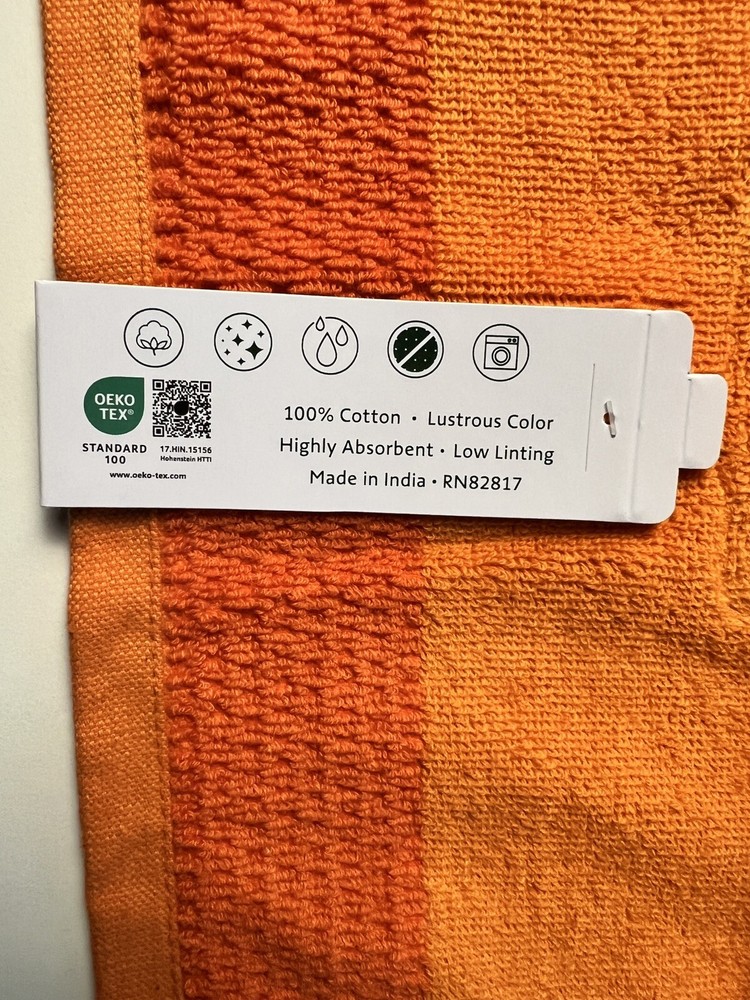 OEKO
TEX®
STANDARD
100
17.HIN.15156
Hohenstein HTTI
www.oeko-tex.com
100% Cotton • Lustrous Color
Highly Absorbent • Low Linting
Made in India • RN82817